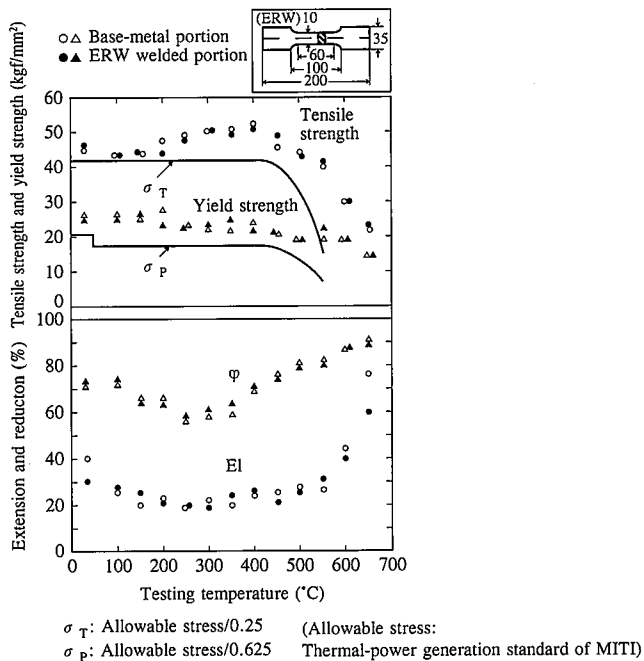 (ERW) 10
35
60
100
200
○ △ Base-metal portion
● ▲ ERW welded portion
Tensile strength and yield strength (kgf/mm²)
60
50
40
30
20
10
0
Tensile
strength
σ T
Yield strength
σ P
Extension and reducton (%)
100
80
60
40
20
0
φ
El
0 100 200 300 400 500 600 700
Testing temperature (°C)
σ T: Allowable stress/0.25 (Allowable stress:
σ P: Allowable stress/0.625 Thermal-power generation standard of MITI)